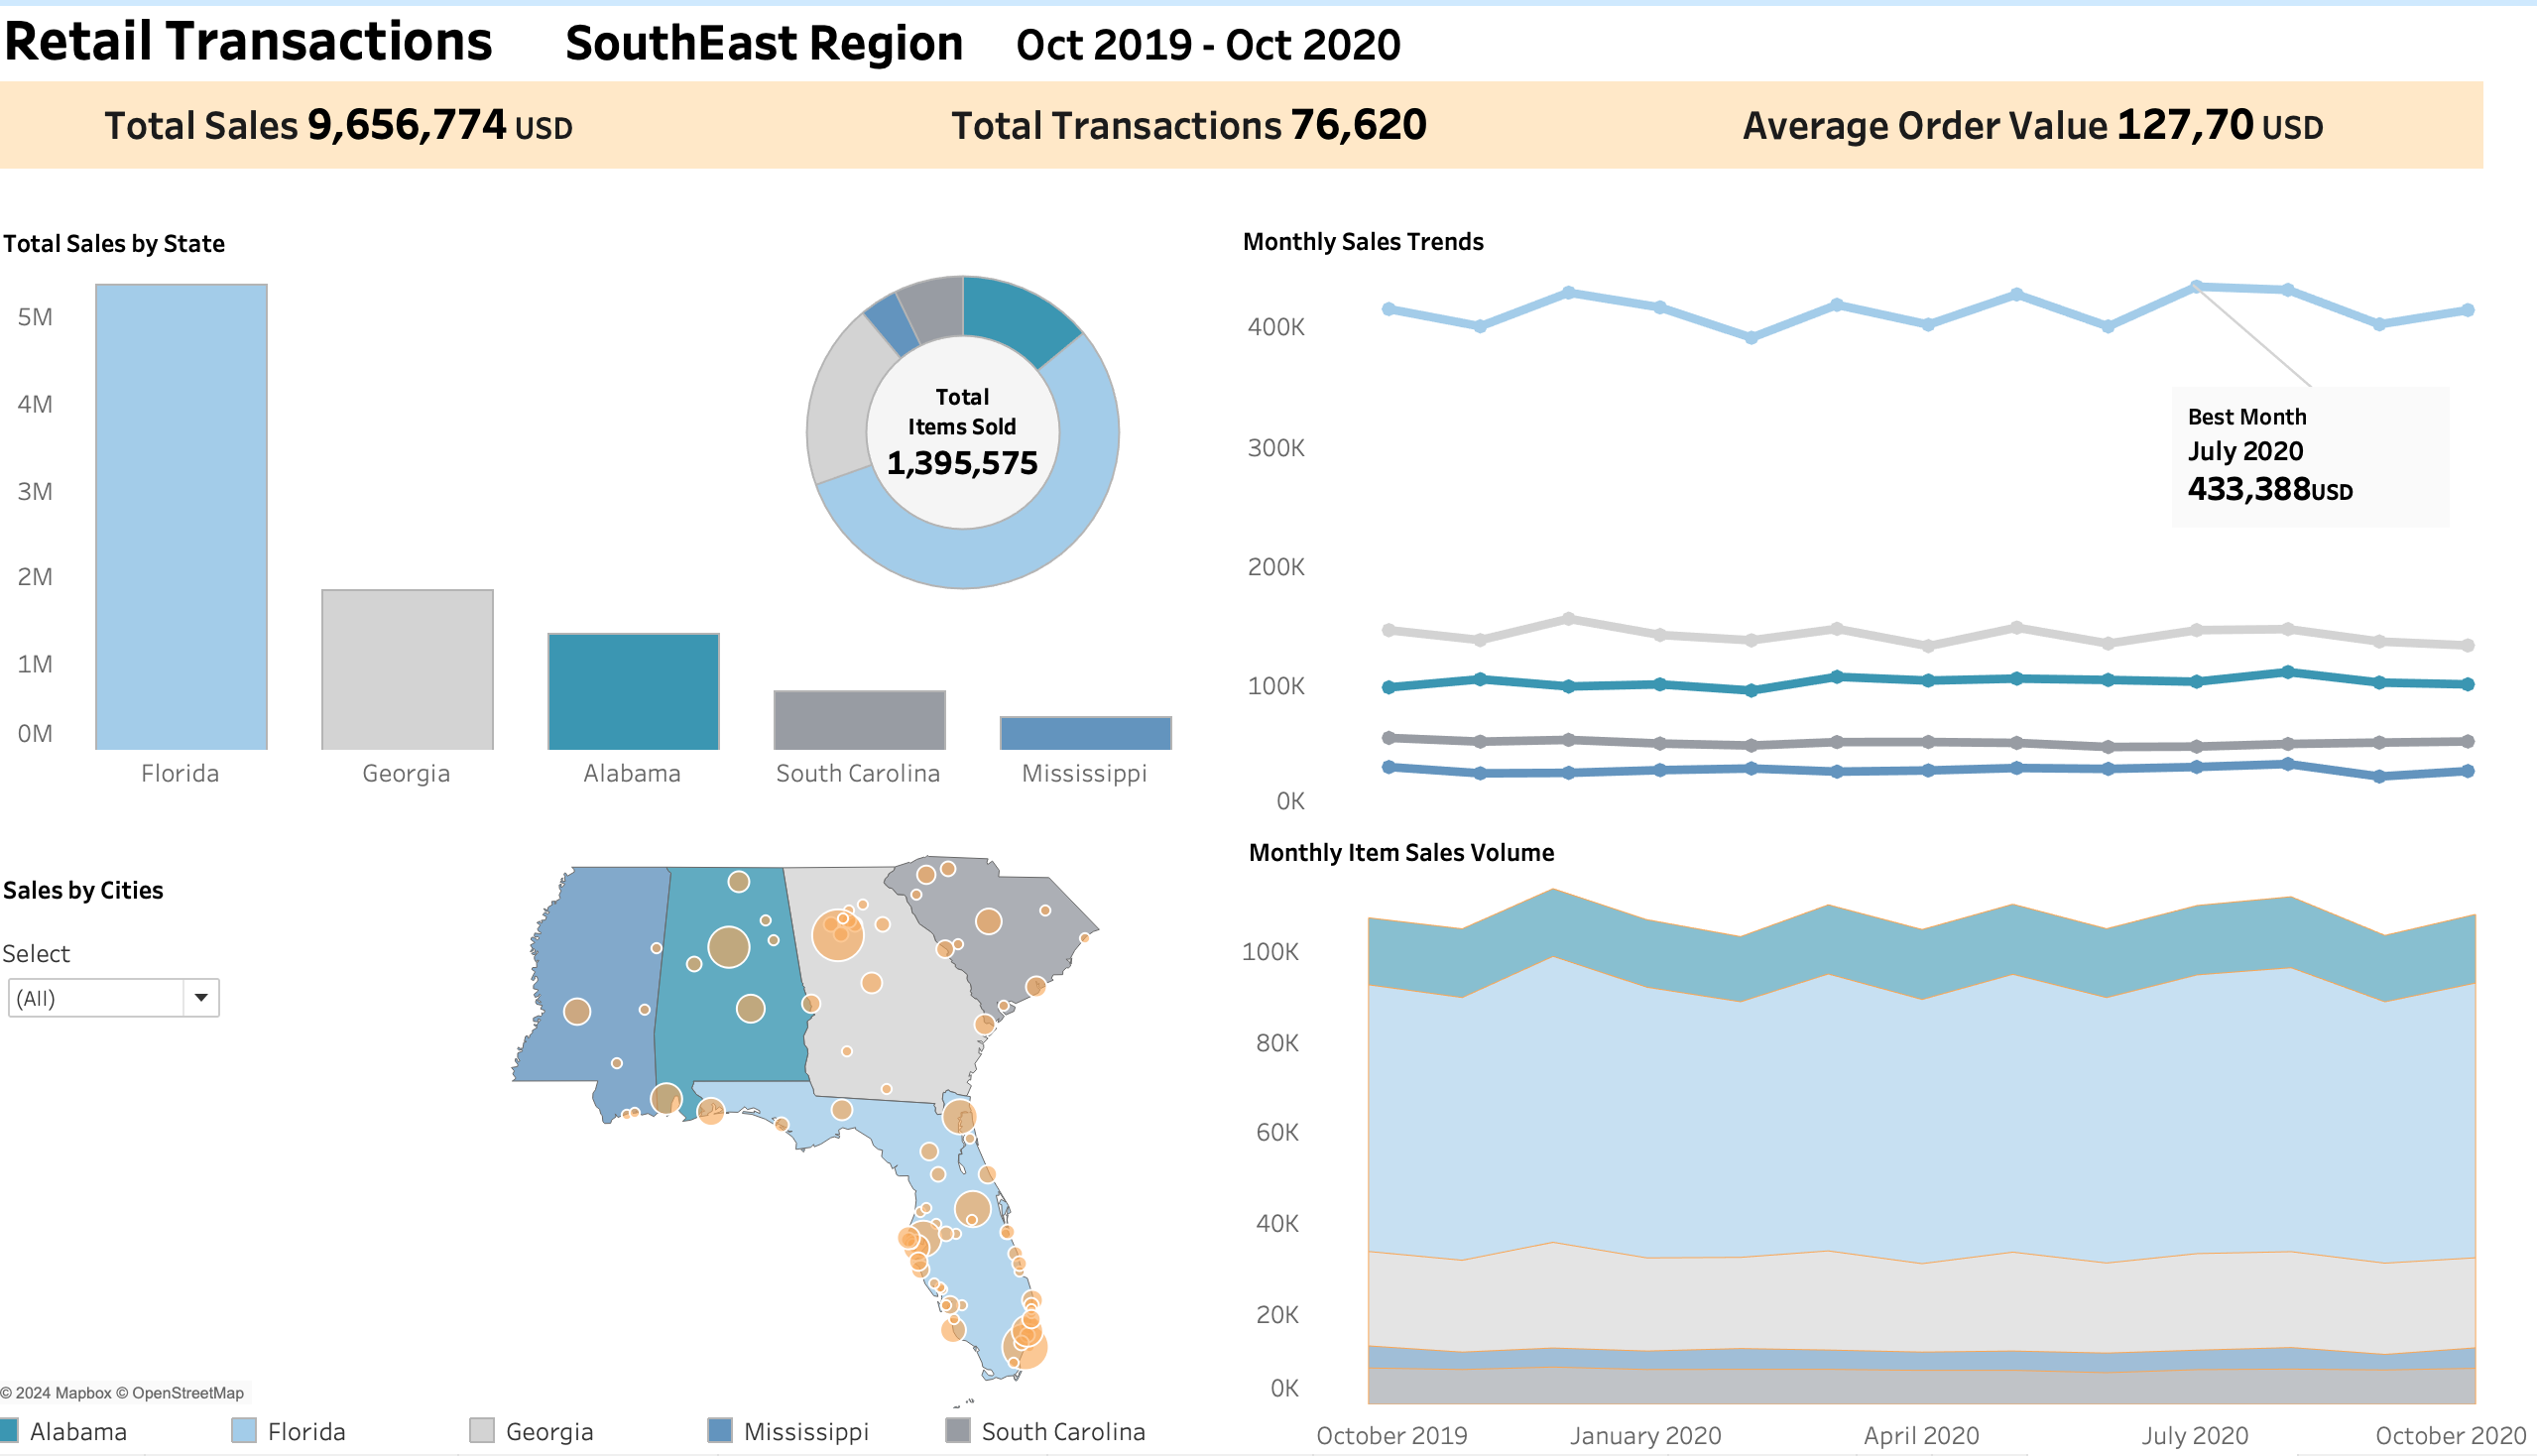 Retail Transactions SouthEast Region Oct 2019 - Oct 2020
Total Sales 9,656,774 USD
Total Transactions 76,620
Average Order Value 127,70 USD
Total Sales by State
5M
4M
3M
2M
1M
0M
Florida
Georgia
Alabama
South Carolina
Mississippi
Total
Items Sold
1,395,575
Monthly Sales Trends
400K
300K
200K
100K
0K
Best Month
July 2020
433,388USD
Sales by Cities
Select
(All)
© 2024 Mapbox © OpenStreetMap
Alabama
Florida
Georgia
Mississippi
South Carolina
Monthly Item Sales Volume
100K
80K
60K
40K
20K
0K
October 2019
January 2020
April 2020
July 2020
October 2020